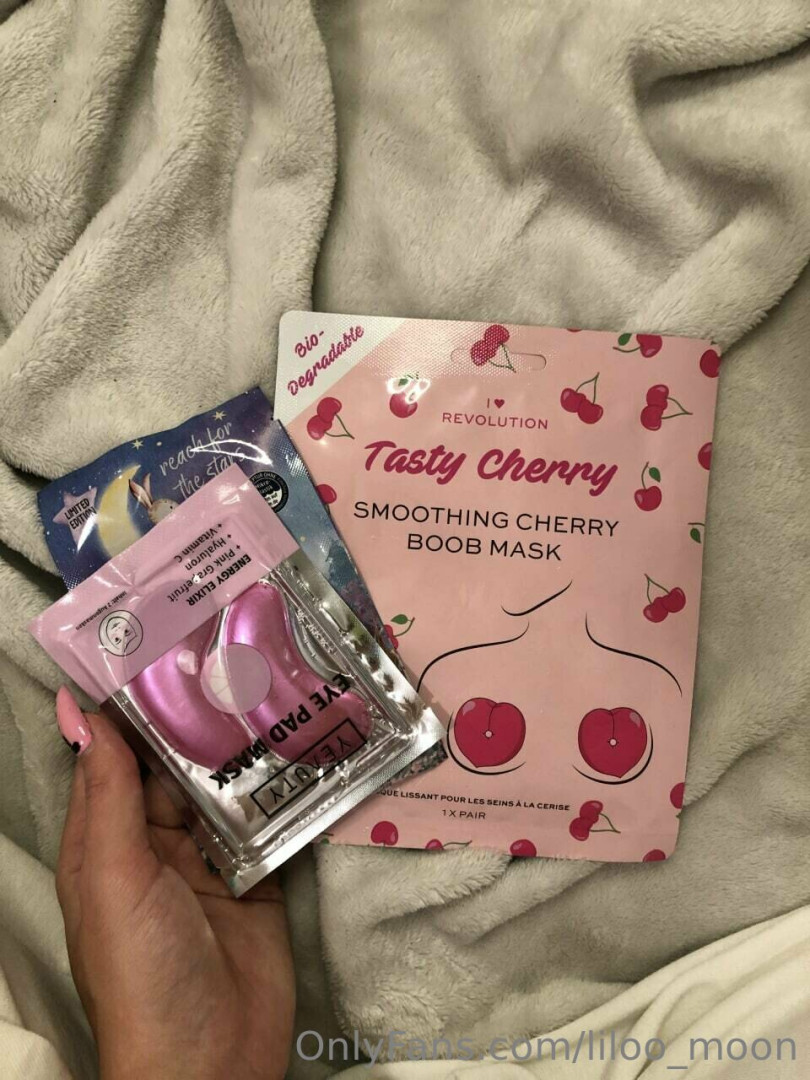 Bio-
Degradable
I ♥
REVOLUTION
Tasty Cherry
SMOOTHING CHERRY
BOOB MASK
QUE LISSANT POUR LES SEINS À LA CERISE
1 X PAIR
reach for
the stars
LIMITED
EDITION
ENERGY ELIXIR
• Pink Grapefruit
• Hyaluron
• Vitamin C
EYE PAD MASK
YEAUTY
OnlyFans.com/liloo_moon